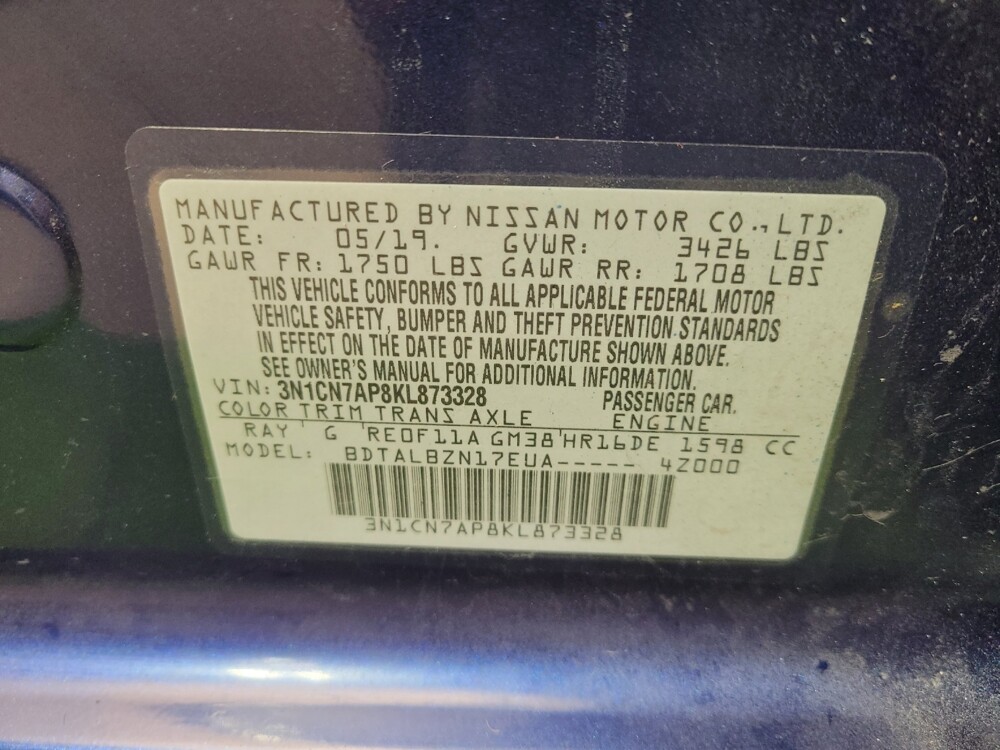 MANUFACTURED BY NISSAN MOTOR CO., LTD.
DATE: 05/19. GVWR: 3426 LBS
GAWR FR: 1750 LBS GAWR RR: 1708 LBS
THIS VEHICLE CONFORMS TO ALL APPLICABLE FEDERAL MOTOR
VEHICLE SAFETY, BUMPER AND THEFT PREVENTION STANDARDS
IN EFFECT ON THE DATE OF MANUFACTURE SHOWN ABOVE.
SEE OWNER'S MANUAL FOR ADDITIONAL INFORMATION.
VIN: 3N1CN7AP8KL873328 PASSENGER CAR.
COLOR TRIM TRANS AXLE ENGINE
RAY G RE0F11A GM38 HR16DE 1598 CC
MODEL: BDTALBZN17EUA----- 4Z000
3N1CN7AP8KL873328